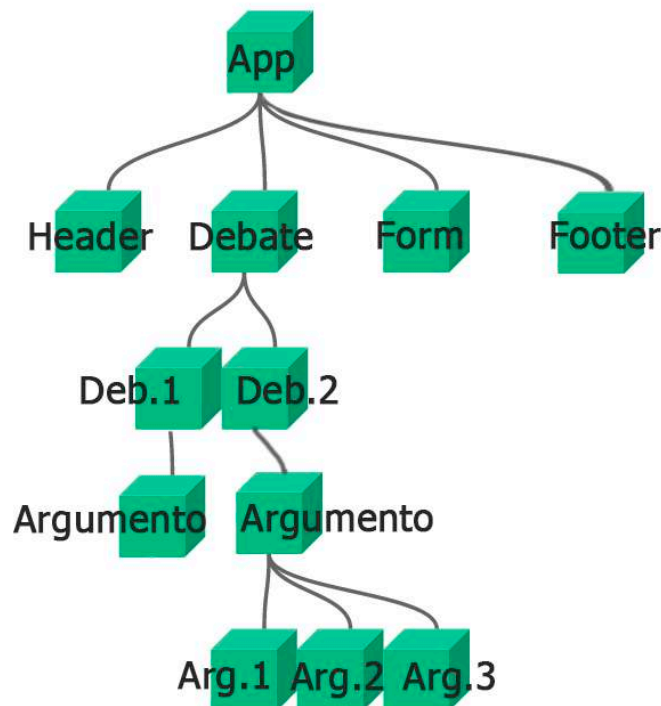 App
Header
Debate
Form
Footer
Deb.1
Deb.2
Argumento
Argumento
Arg.1
Arg.2
Arg.3